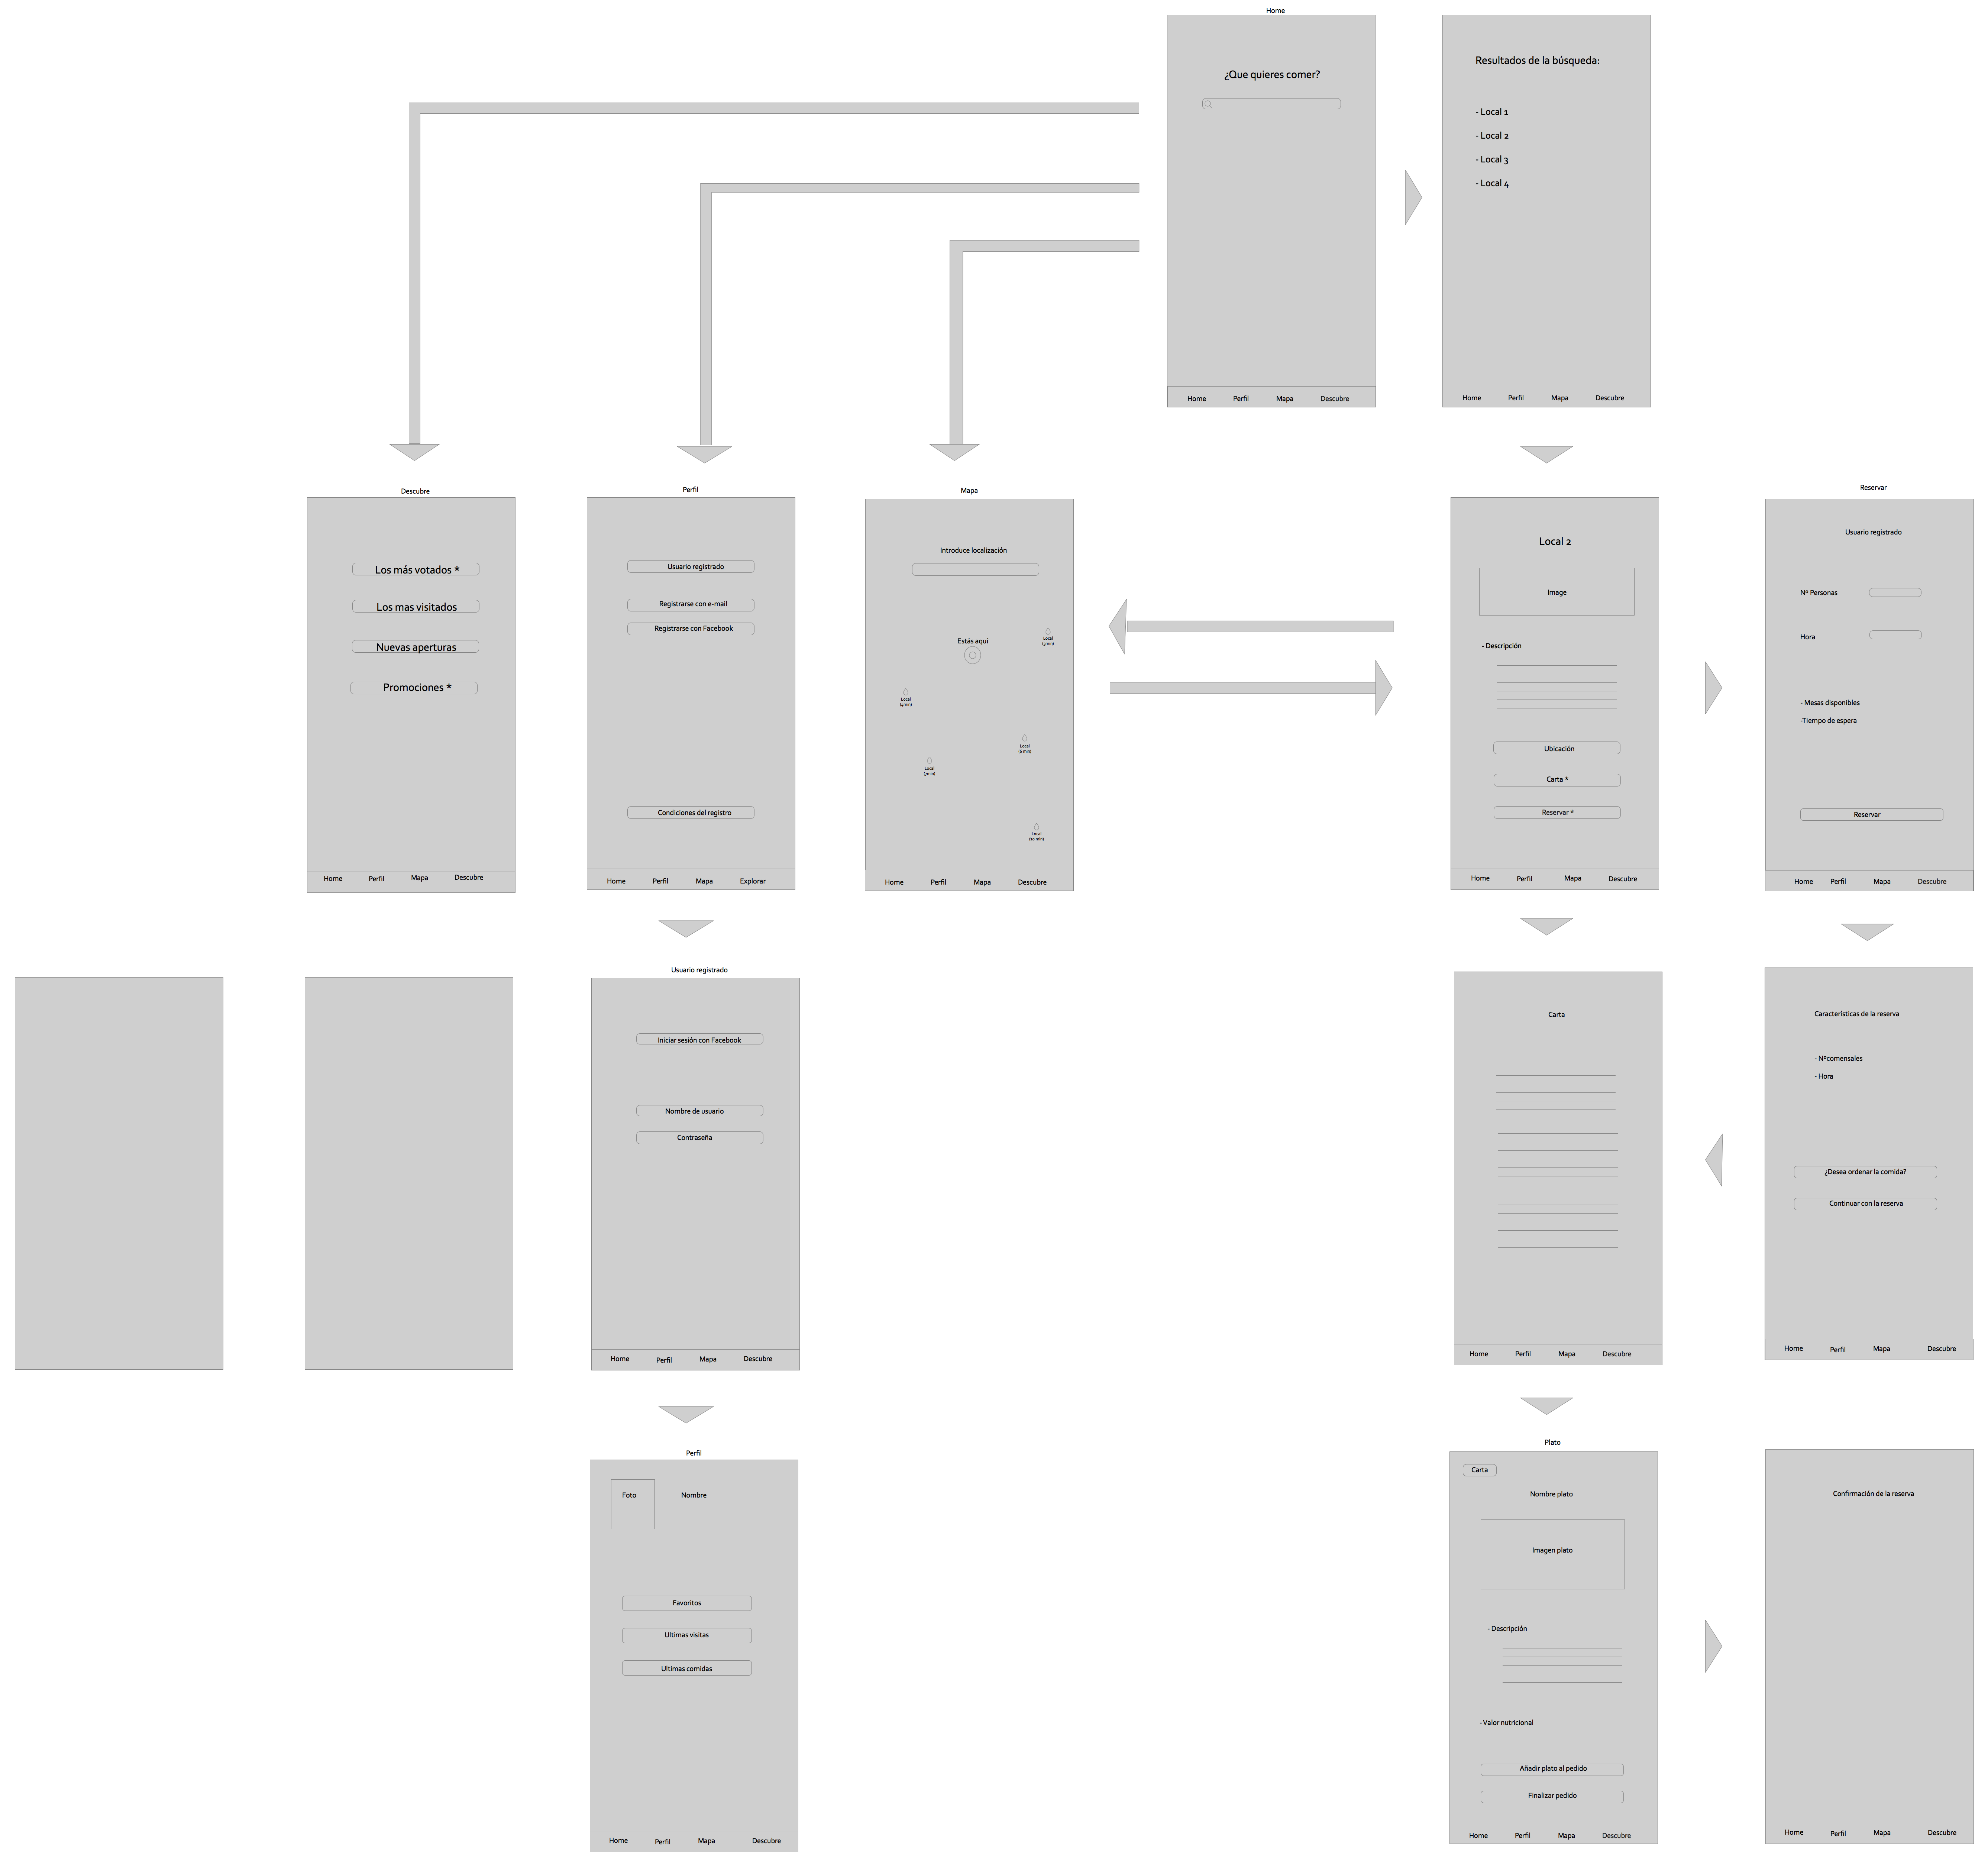 Home
¿Que quieres comer?
Home Perfil Mapa Descubre
Resultados de la búsqueda:
- Local 1
- Local 2
- Local 3
- Local 4
Home Perfil Mapa Descubre
Descubre
Los más votados *
Los mas visitados
Nuevas aperturas
Promociones *
Home Perfil Mapa Descubre
Perfil
Usuario registrado
Registrarse con e-mail
Registrarse con Facebook
Condiciones del registro
Home Perfil Mapa Explorar
Mapa
Introduce localización
Estás aquí
Local
(9min)
Local
(4min)
Local
(6 min)
Local
(7min)
Local
(10 min)
Home Perfil Mapa Descubre
Local 2
Image
- Descripción
Ubicación
Carta *
Reservar *
Home Perfil Mapa Descubre
Reservar
Usuario registrado
Nº Personas
Hora
- Mesas disponibles
-Tiempo de espera
Reservar
Home Perfil Mapa Descubre
Usuario registrado
Iniciar sesión con Facebook
Nombre de usuario
Contraseña
Home Perfil Mapa Descubre
Carta
Home Perfil Mapa Descubre
Características de la reserva
- Nºcomensales
- Hora
¿Desea ordenar la comida?
Continuar con la reserva
Home Perfil Mapa Descubre
Perfil
Foto Nombre
Favoritos
Ultimas visitas
Ultimas comidas
Home Perfil Mapa Descubre
Plato
Carta
Nombre plato
Imagen plato
- Descripción
- Valor nutricional
Añadir plato al pedido
Finalizar pedido
Home Perfil Mapa Descubre
Confirmación de la reserva
Home Perfil Mapa Descubre